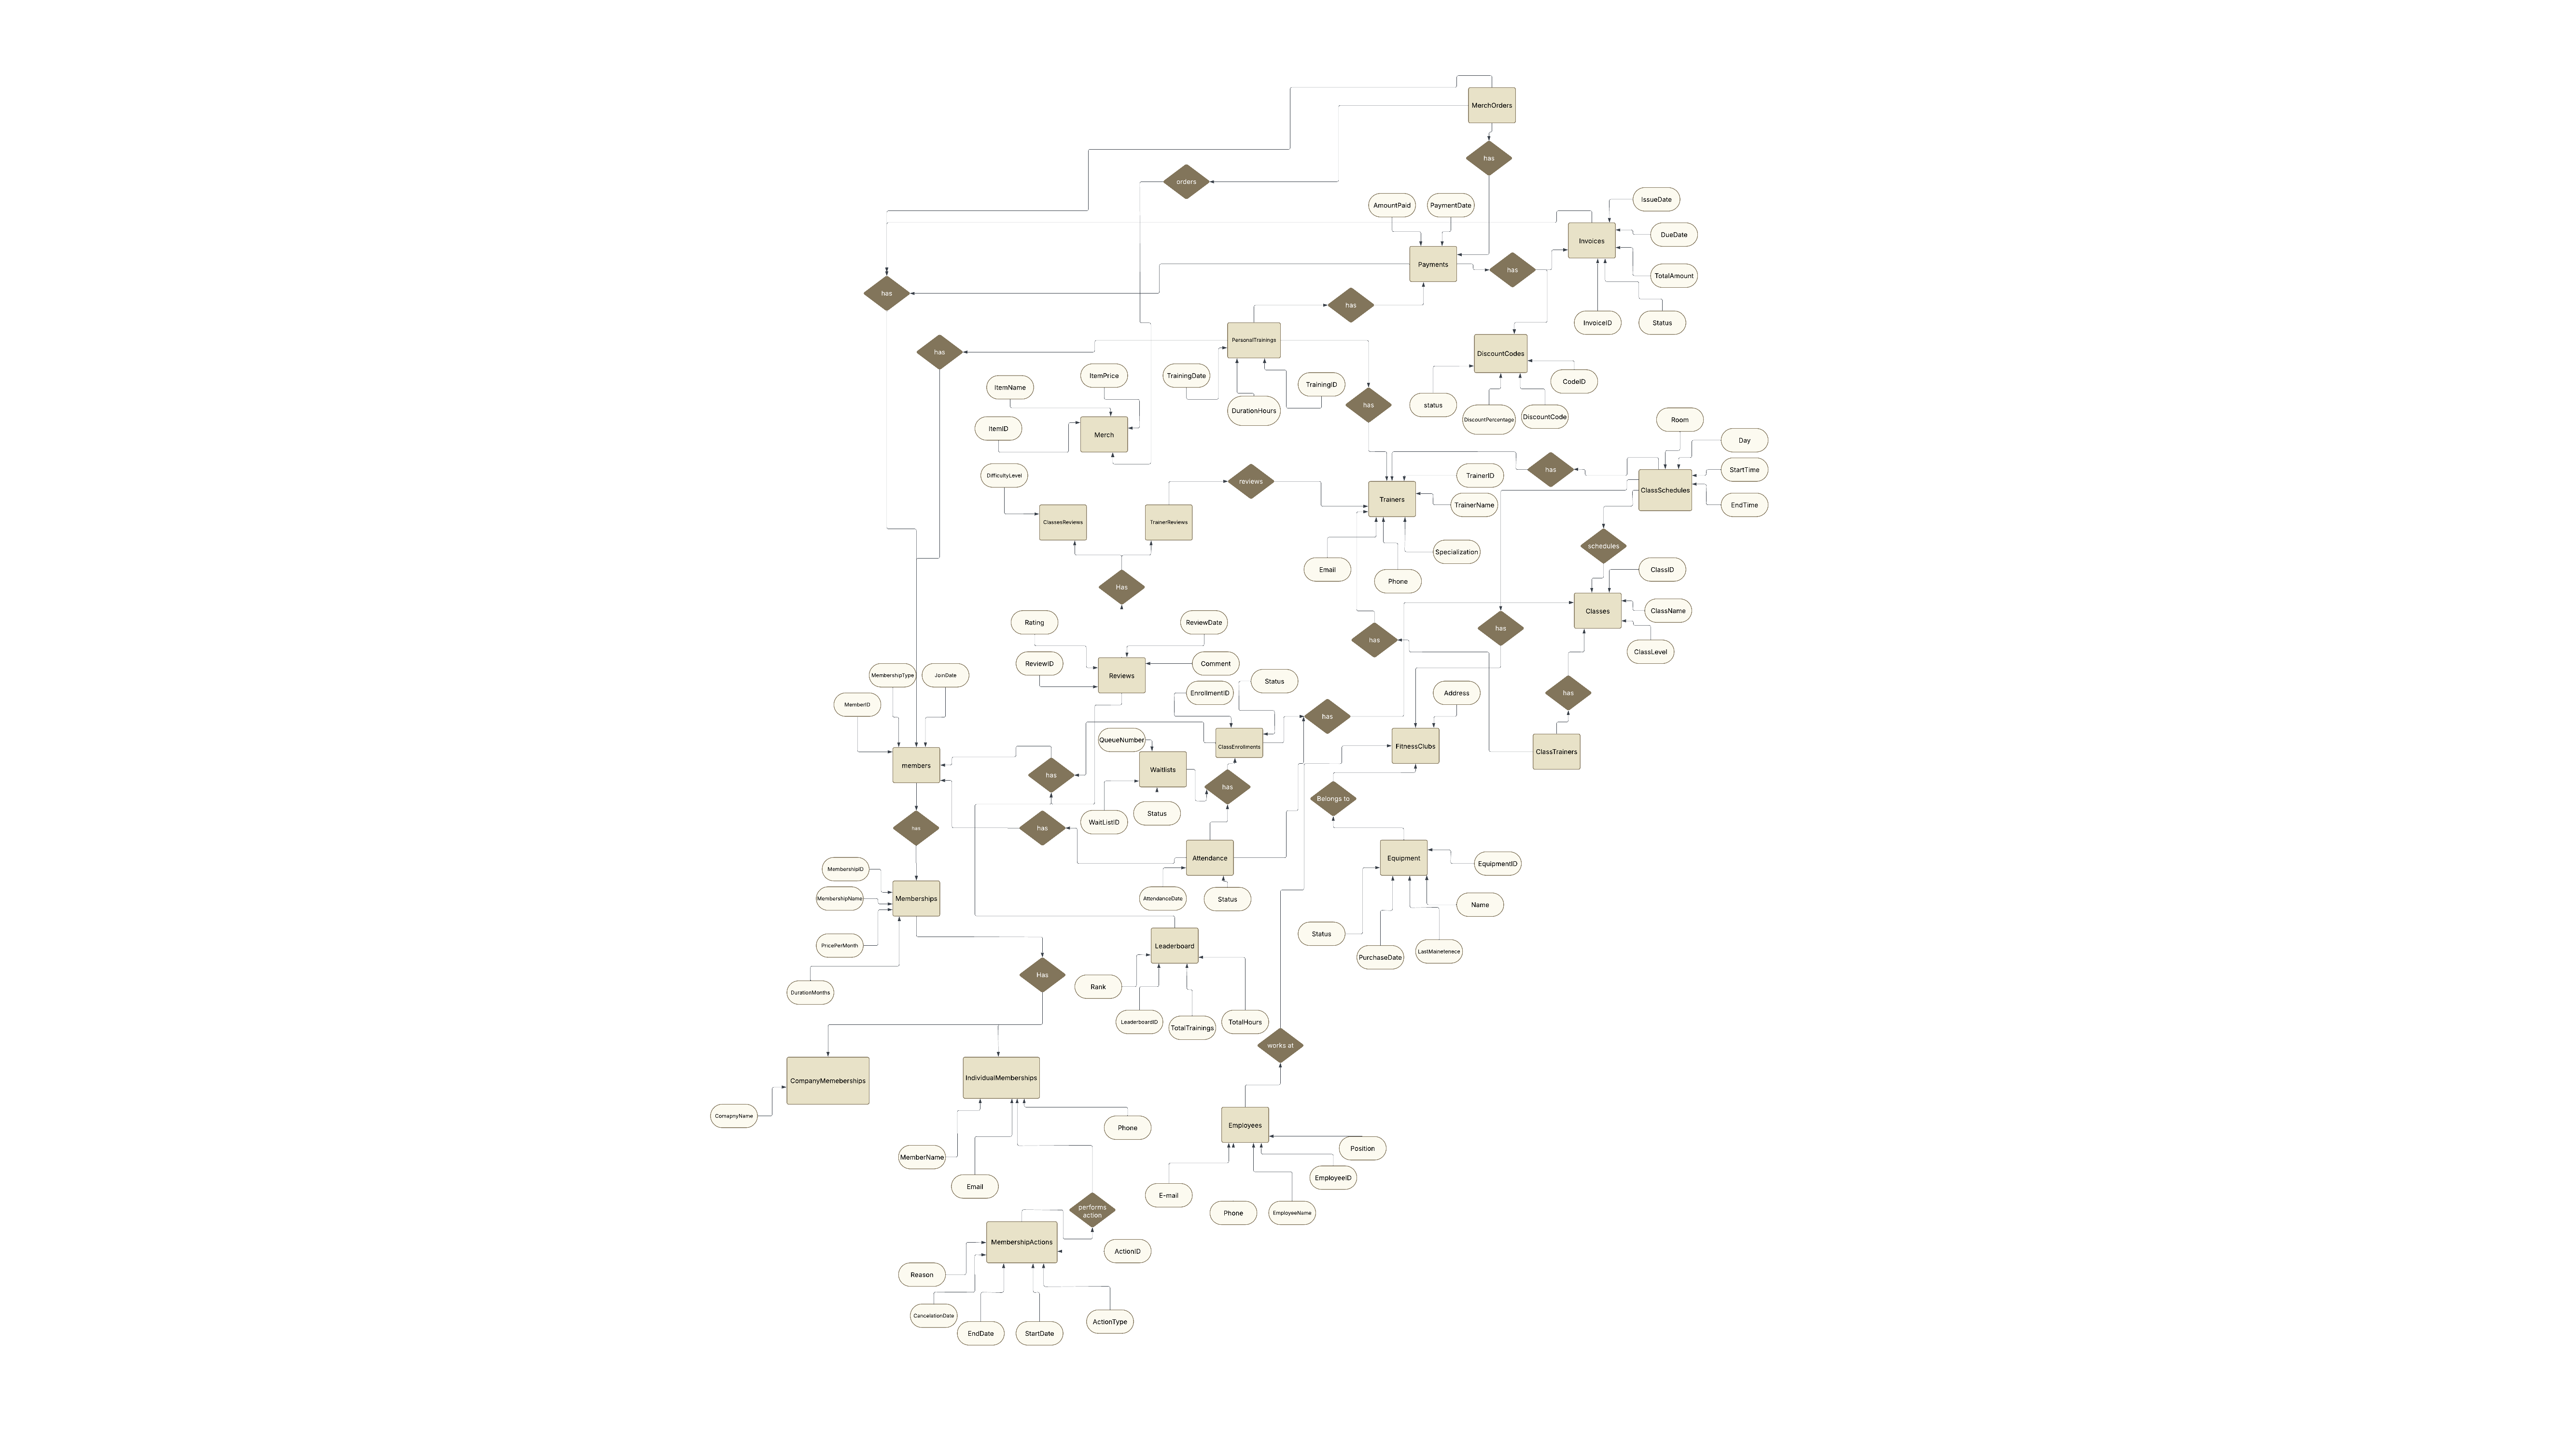 MerchOrders
has
orders
AmountPaid
PaymentDate
IssueDate
DueDate
Invoices
Payments
has
TotalAmount
has
has
InvoiceID
Status
PersonalTrainings
has
DiscountCodes
ItemName
ItemPrice
TrainingDate
TrainingID
CodeID
DurationHours
has
status
DiscountPercentage
DiscountCode
ItemID
Merch
Room
Day
DifficultyLevel
reviews
TrainerID
has
StartTime
ClassSchedules
Trainers
TrainerName
EndTime
ClassesReviews
TrainerReviews
schedules
Specialization
Email
Phone
ClassID
Has
Classes
ClassName
Rating
ReviewDate
has
has
ClassLevel
ReviewID
Reviews
Comment
MembershipType
JoinDate
EnrollmentID
Status
Address
has
MemberID
has
QueueNumber
ClassEnrollments
FitnessClubs
ClassTrainers
members
has
Waitlists
has
Belongs to
WaitListID
Status
has
has
Attendance
Equipment
EquipmentID
MembershipID
MembershipName
Memberships
AttendanceDate
Status
Name
Status
PricePerMonth
Leaderboard
PurchaseDate
LastMainetenece
Has
Rank
DurationMonths
LeaderboardID
TotalTrainings
TotalHours
works at
CompanyMemeberships
IndividualMemberships
ComapnyName
Phone
Employees
Position
MemberName
Email
EmployeeID
E-mail
performs
action
Phone
EmployeeName
MembershipActions
ActionID
Reason
CancelationDate
EndDate
StartDate
ActionType